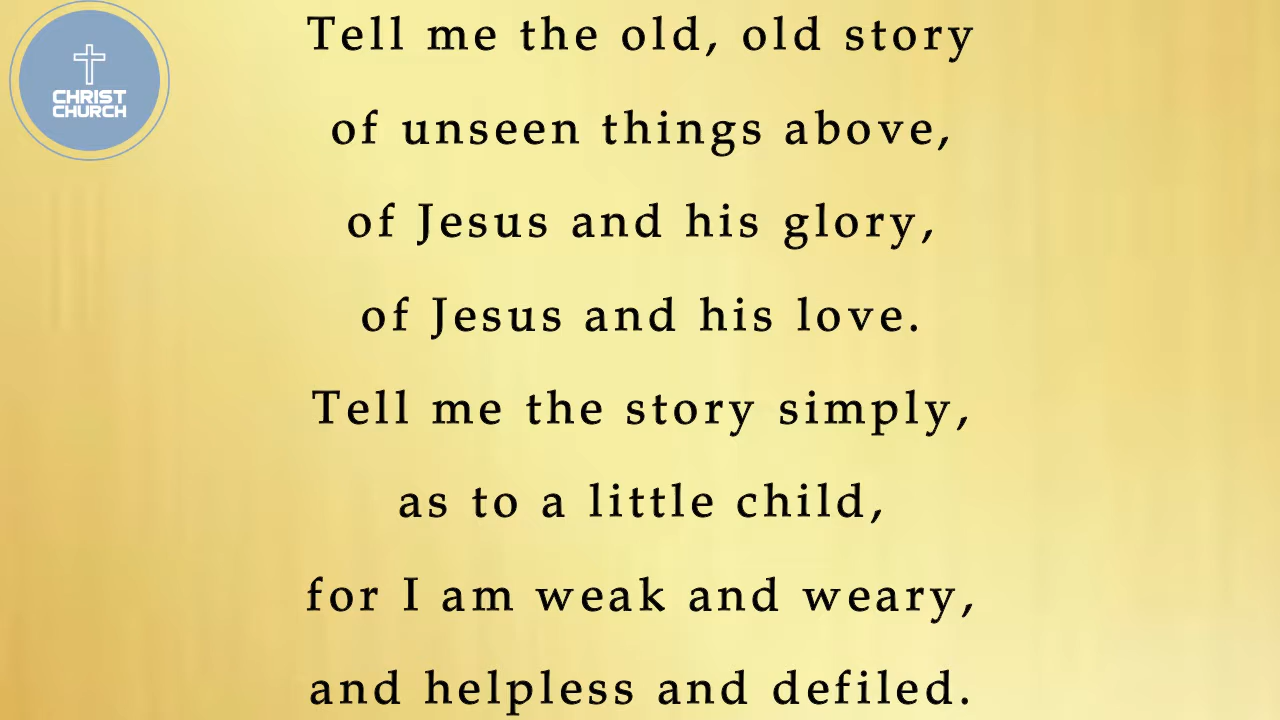 CHRIST
CHURCH
Tell me the old, old story
of unseen things above,
of Jesus and his glory,
of Jesus and his love.
Tell me the story simply,
as to a little child,
for I am weak and weary,
and helpless and defiled.